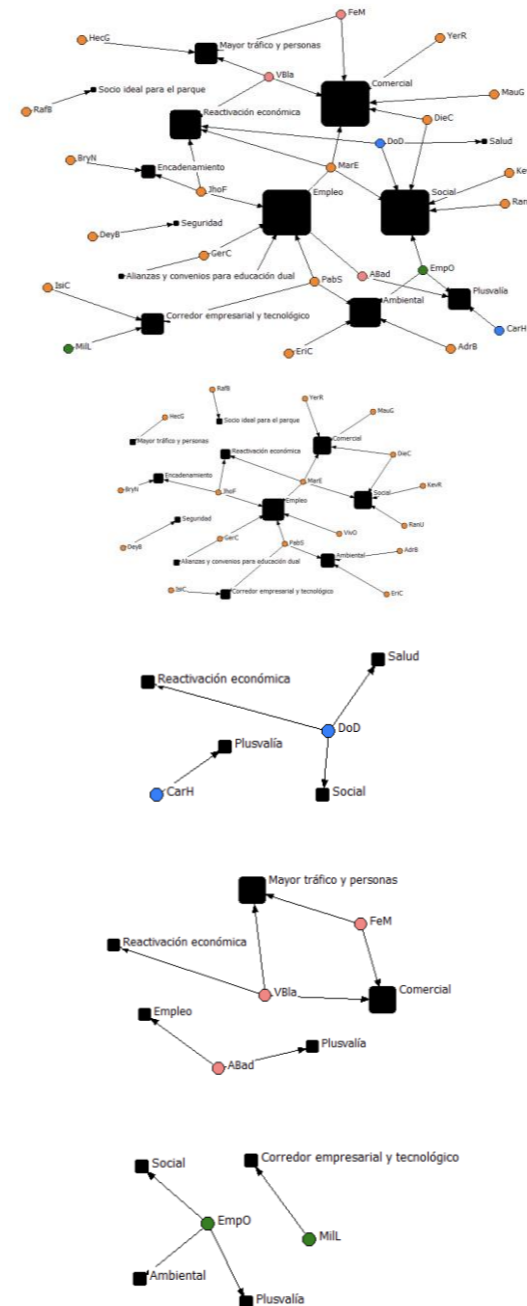 FeM
HecG
YerR
Mayor tráfico y personas
VBla
Comercial
Socio ideal para el parque
MauG
RafB
Reactivación económica
DieC
DoD
Salud
BryN
Encadenamiento
MarE
JhoF
Empleo
Social
Ran
Seguridad
DeyB
GerC
Alianzas y convenios para educación dual
ABad
EmpO
IsiC
PabS
Ambiental
Plusvalía
Corredor empresarial y tecnológico
CarH
MilL
EriC
AdrB
RafB
HecG
YerR
Socio ideal para el parque
MauG
Mayor tráfico y personas
Comercial
Reactivación económica
DieC
Encadenamiento
MarE
BryN
JhoF
Social
KevR
Empleo
RanU
Seguridad
VivO
DeyB
GerC
PabS
AdrB
Alianzas y convenios para educación dual
Ambiental
IsiC
Corredor empresarial y tecnológico
EriC
Salud
Reactivación económica
DoD
Plusvalía
CarH
Social
Mayor tráfico y personas
FeM
Reactivación económica
VBla
Comercial
Empleo
Plusvalía
ABad
Social
Corredor empresarial y tecnológico
EmpO
MilL
Ambiental
Plusvalía